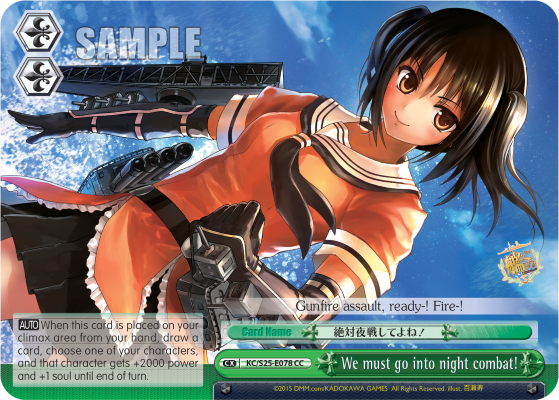 SAMPLE
Gunfire assault, ready-! Fire-!
Card Name 絶対夜戦してよね!
AUTO When this card is placed on your
climax area from your hand, draw a
card, choose one of your characters,
and that character gets +2000 power
and +1 soul until end of turn.
CX KC/S25-E078 CC We must go into night combat!
©2015 DMM.com/KADOKAWA GAMES All Rights Reserved. illust. 百瀬寿